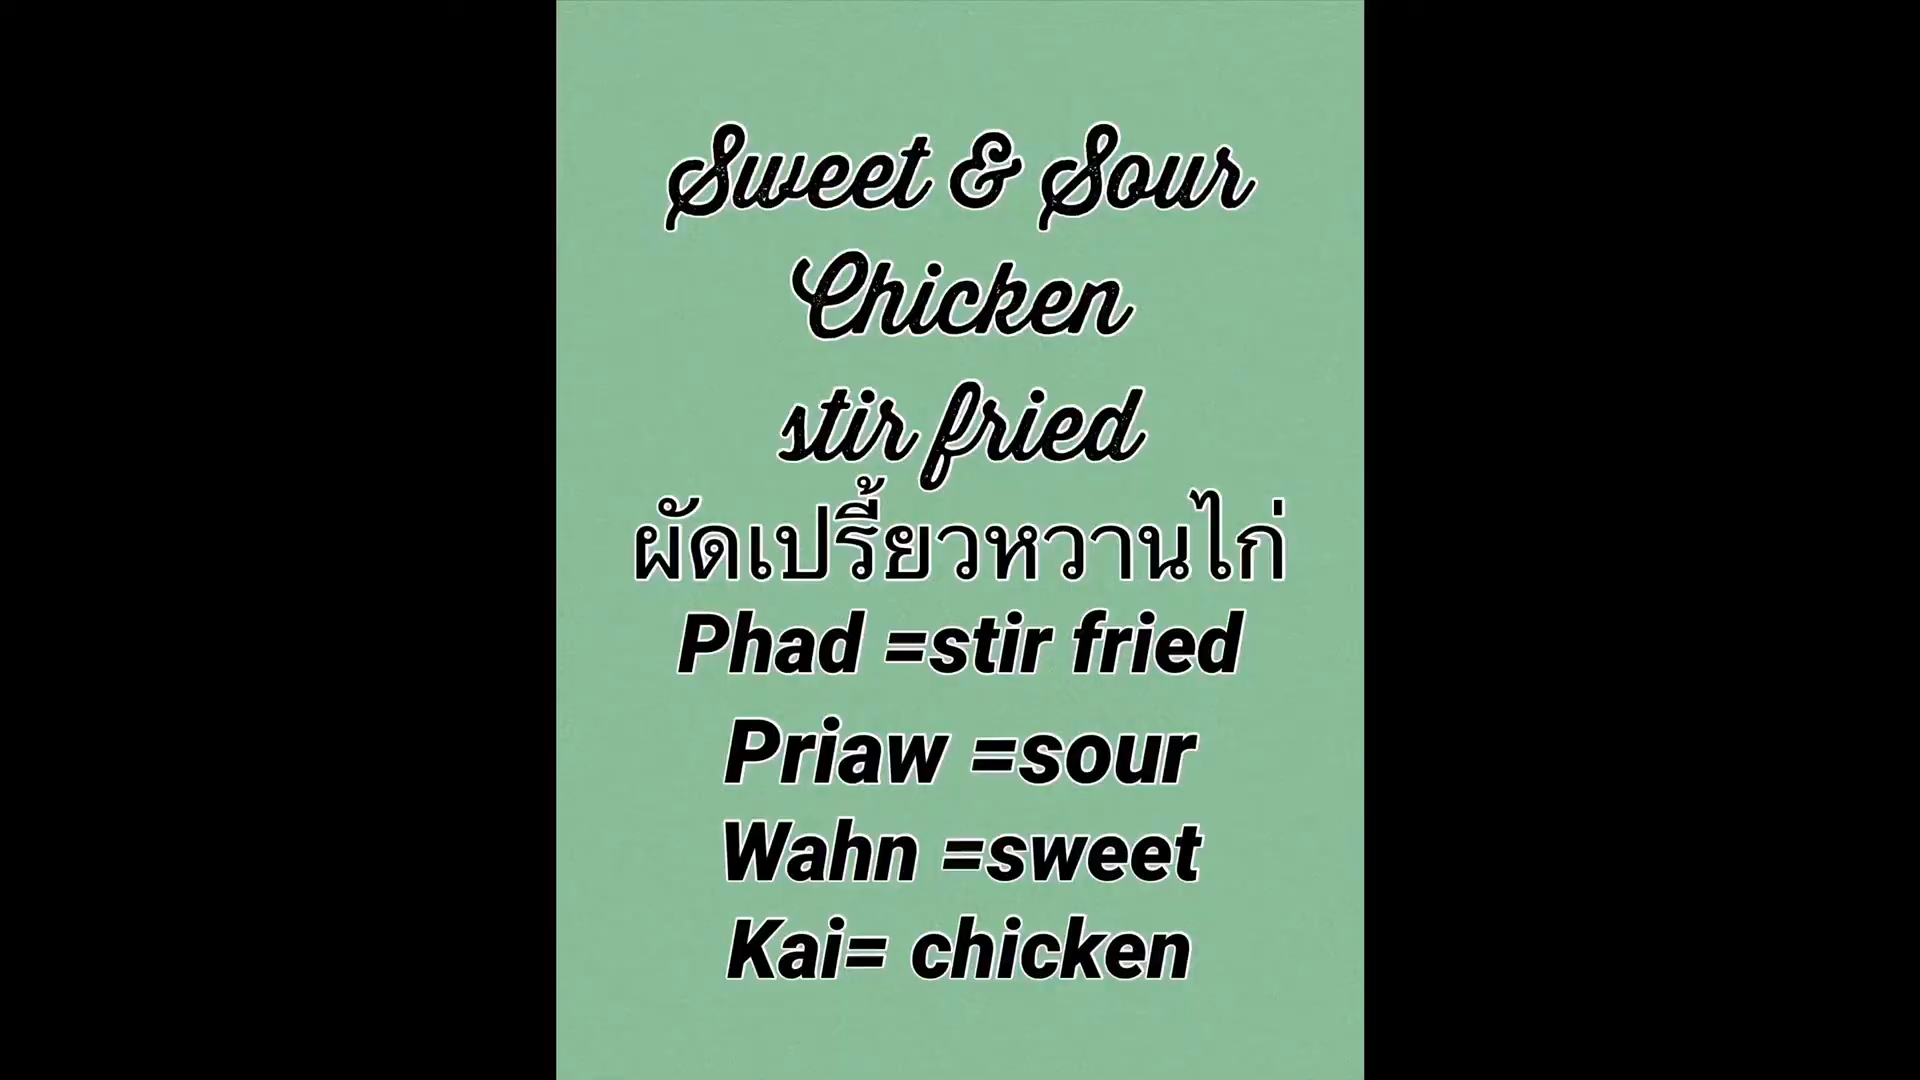 Sweet & Sour
Chicken
stir fried
ผัดเปรี้ยวหวานไก่
Phad =stir fried
Priaw =sour
Wahn =sweet
Kai= chicken